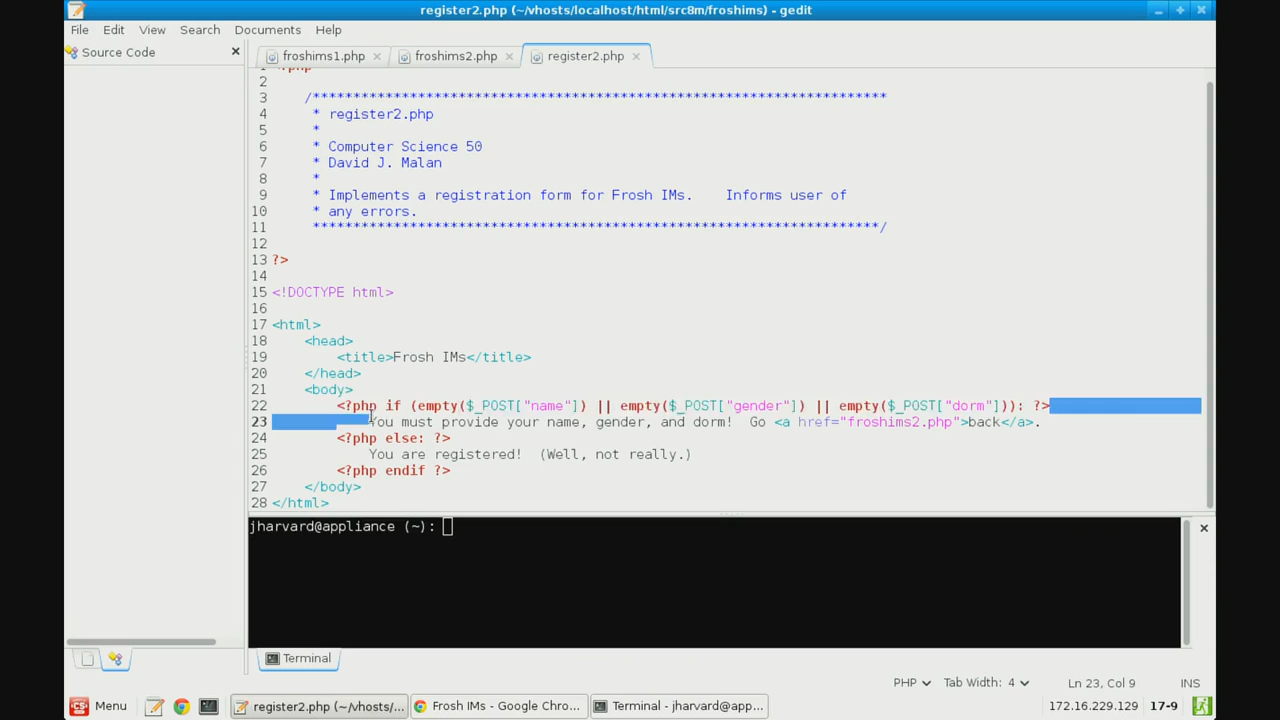 register2.php (~/vhosts/localhost/html/src8m/froshims) - gedit
File Edit View Search Documents Help
Source Code
froshims1.php froshims2.php register2.php
1 <?php
2
3 /**********************************************************************
4 * register2.php
5 *
6 * Computer Science 50
7 * David J. Malan
8 *
9 * Implements a registration form for Frosh IMs. Informs user of
10 * any errors.
11 **********************************************************************/
12
13 ?>
14
15 <!DOCTYPE html>
16
17 <html>
18 <head>
19 <title>Frosh IMs</title>
20 </head>
21 <body>
22 <?php if (empty($_POST["name"]) || empty($_POST["gender"]) || empty($_POST["dorm"])): ?>
23 You must provide your name, gender, and dorm! Go <a href="froshims2.php">back</a>.
24 <?php else: ?>
25 You are registered! (Well, not really.)
26 <?php endif ?>
27 </body>
28 </html>
jharvard@appliance (~):
Terminal
PHP Tab Width: 4 Ln 23, Col 9 INS
Menu register2.php (~/vhosts/... Frosh IMs - Google Chro... Terminal - jharvard@app... 172.16.229.129 17-9